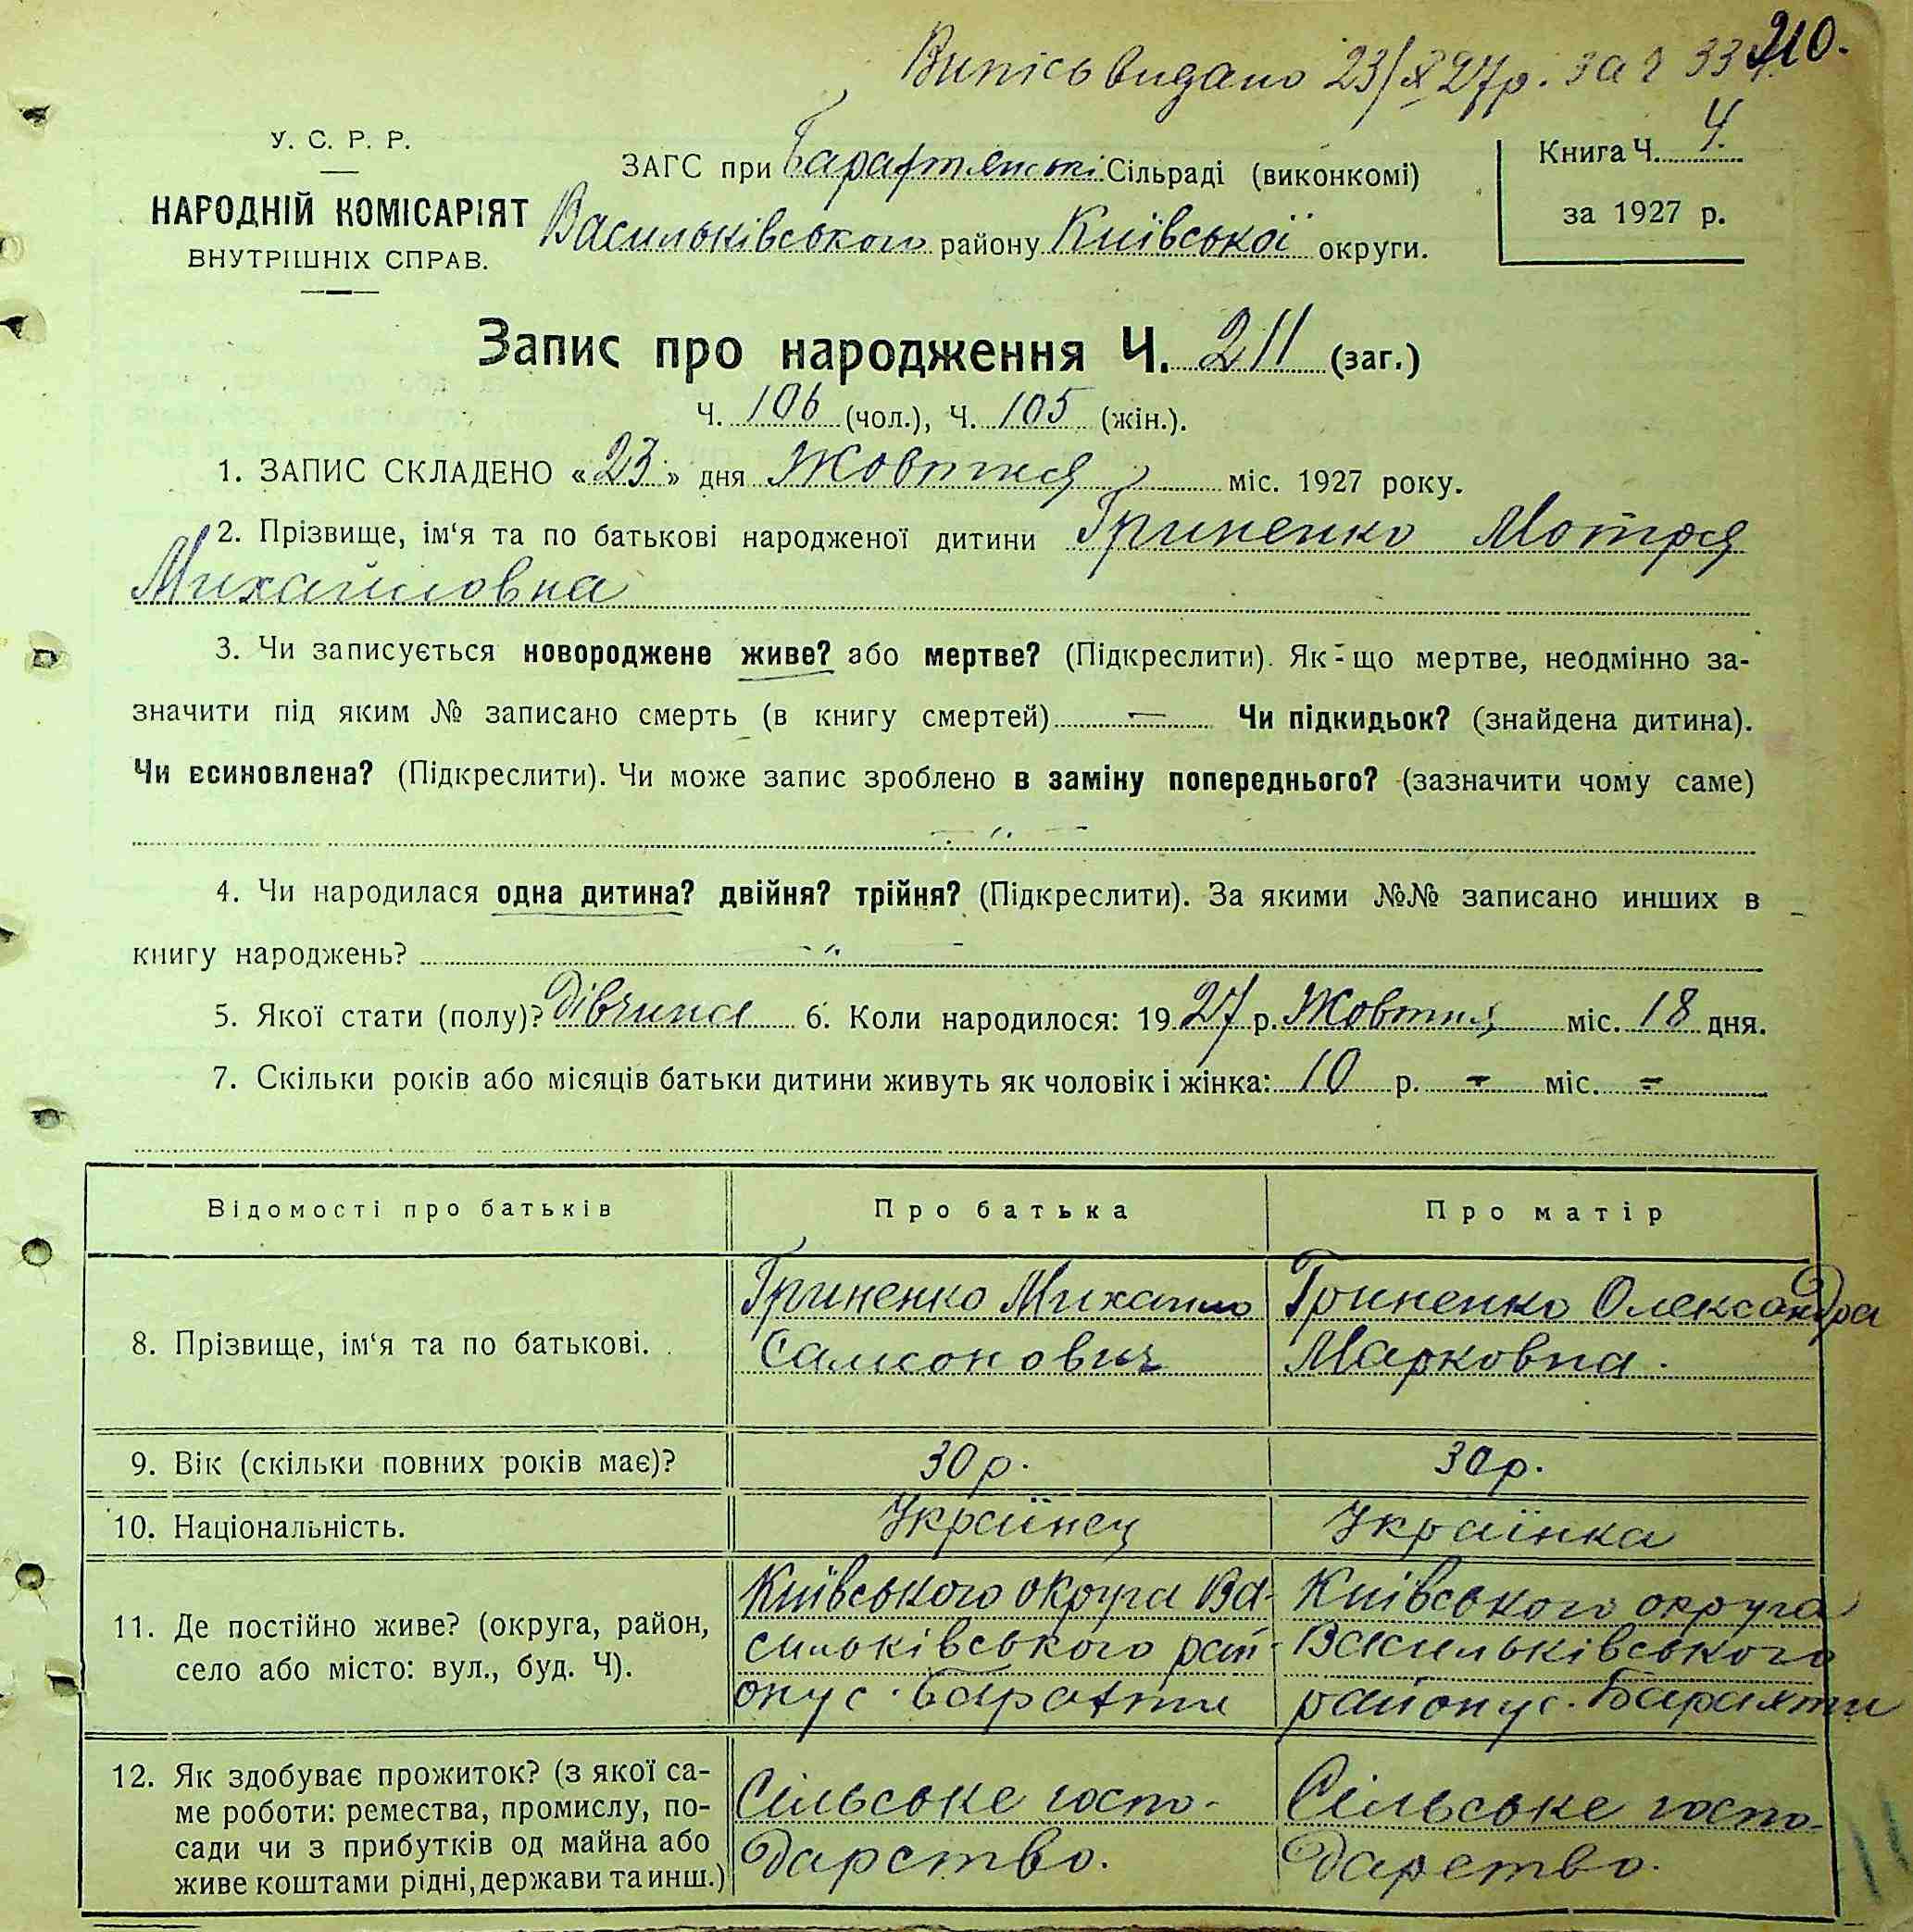 210.
Випісь видано 23/X 27р. за ч 33
У. С. Р. Р.
НАРОДНІЙ КОМІСАРІЯТ
ВНУТРІШНІХ СПРАВ.
ЗАГС при Барахтянські Сільраді (виконкомі)
Васильківського району Київської округи.
Книга Ч. 4.
за 1927 р.
Запис про народження Ч. 211 (заг.)
Ч. 106 (чол.), Ч. 105 (жін.).
1. ЗАПИС СКЛАДЕНО «23» дня Жовтня міс. 1927 року.
2. Прізвище, ім‘я та по батькові народженої дитини Гриненко Мотря
Михайловна
3. Чи записується новороджене живе? або мертве? (Підкреслити). Як-що мертве, неодмінно за-
значити під яким № записано смерть (в книгу смертей) — Чи підкидьок? (знайдена дитина).
Чи всиновлена? (Підкреслити). Чи може запис зроблено в заміну попереднього? (зазначити чому саме)
— „ —
4. Чи народилася одна дитина? двійня? трійня? (Підкреслити). За якими №№ записано инших в
книгу народжень? — „ —
5. Якої стати (полу)? дівчина 6. Коли народилося: 1927 р. Жовтня міс. 18 дня.
7. Скільки років або місяців батьки дитини живуть як чоловік і жінка: 10 р. - міс. -
Відомості про батьків Про батька Про матір
8. Прізвище, ім‘я та по батькові.
Гриненко Михайло
Самсонович
Гриненко Олександра
Марковна.
9. Вік (скільки повних років має)? 30 р. 30 р.
10. Національність. Українец Українка
11. Де постійно живе? (округа, район,
село або місто: вул., буд. Ч).
Київського округа Ва-
сильківського рай-
ону с. Барахти
Київського округа
Васильківського
району с. Барахти
12. Як здобуває прожиток? (з якої са-
ме роботи: ремества, промислу, по-
сади чи з прибутків од майна або
живе коштами рідні, держави та инш.)
Сільське госпо-
дарство.
Сільське госпо-
дарство.